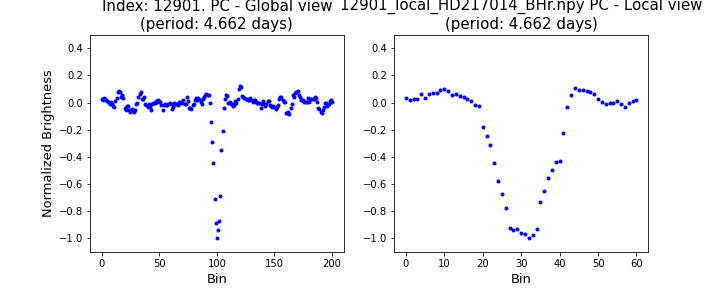 Index: 12901. PC - Global view
(period: 4.662 days)
12901_local_HD217014_BHr.npy PC - Local view
(period: 4.662 days)
Normalized Brightness
0.4
0.2
0.0
−0.2
−0.4
−0.6
−0.8
−1.0
0 50 100 150 200
Bin
0.4
0.2
0.0
−0.2
−0.4
−0.6
−0.8
−1.0
0 10 20 30 40 50 60
Bin